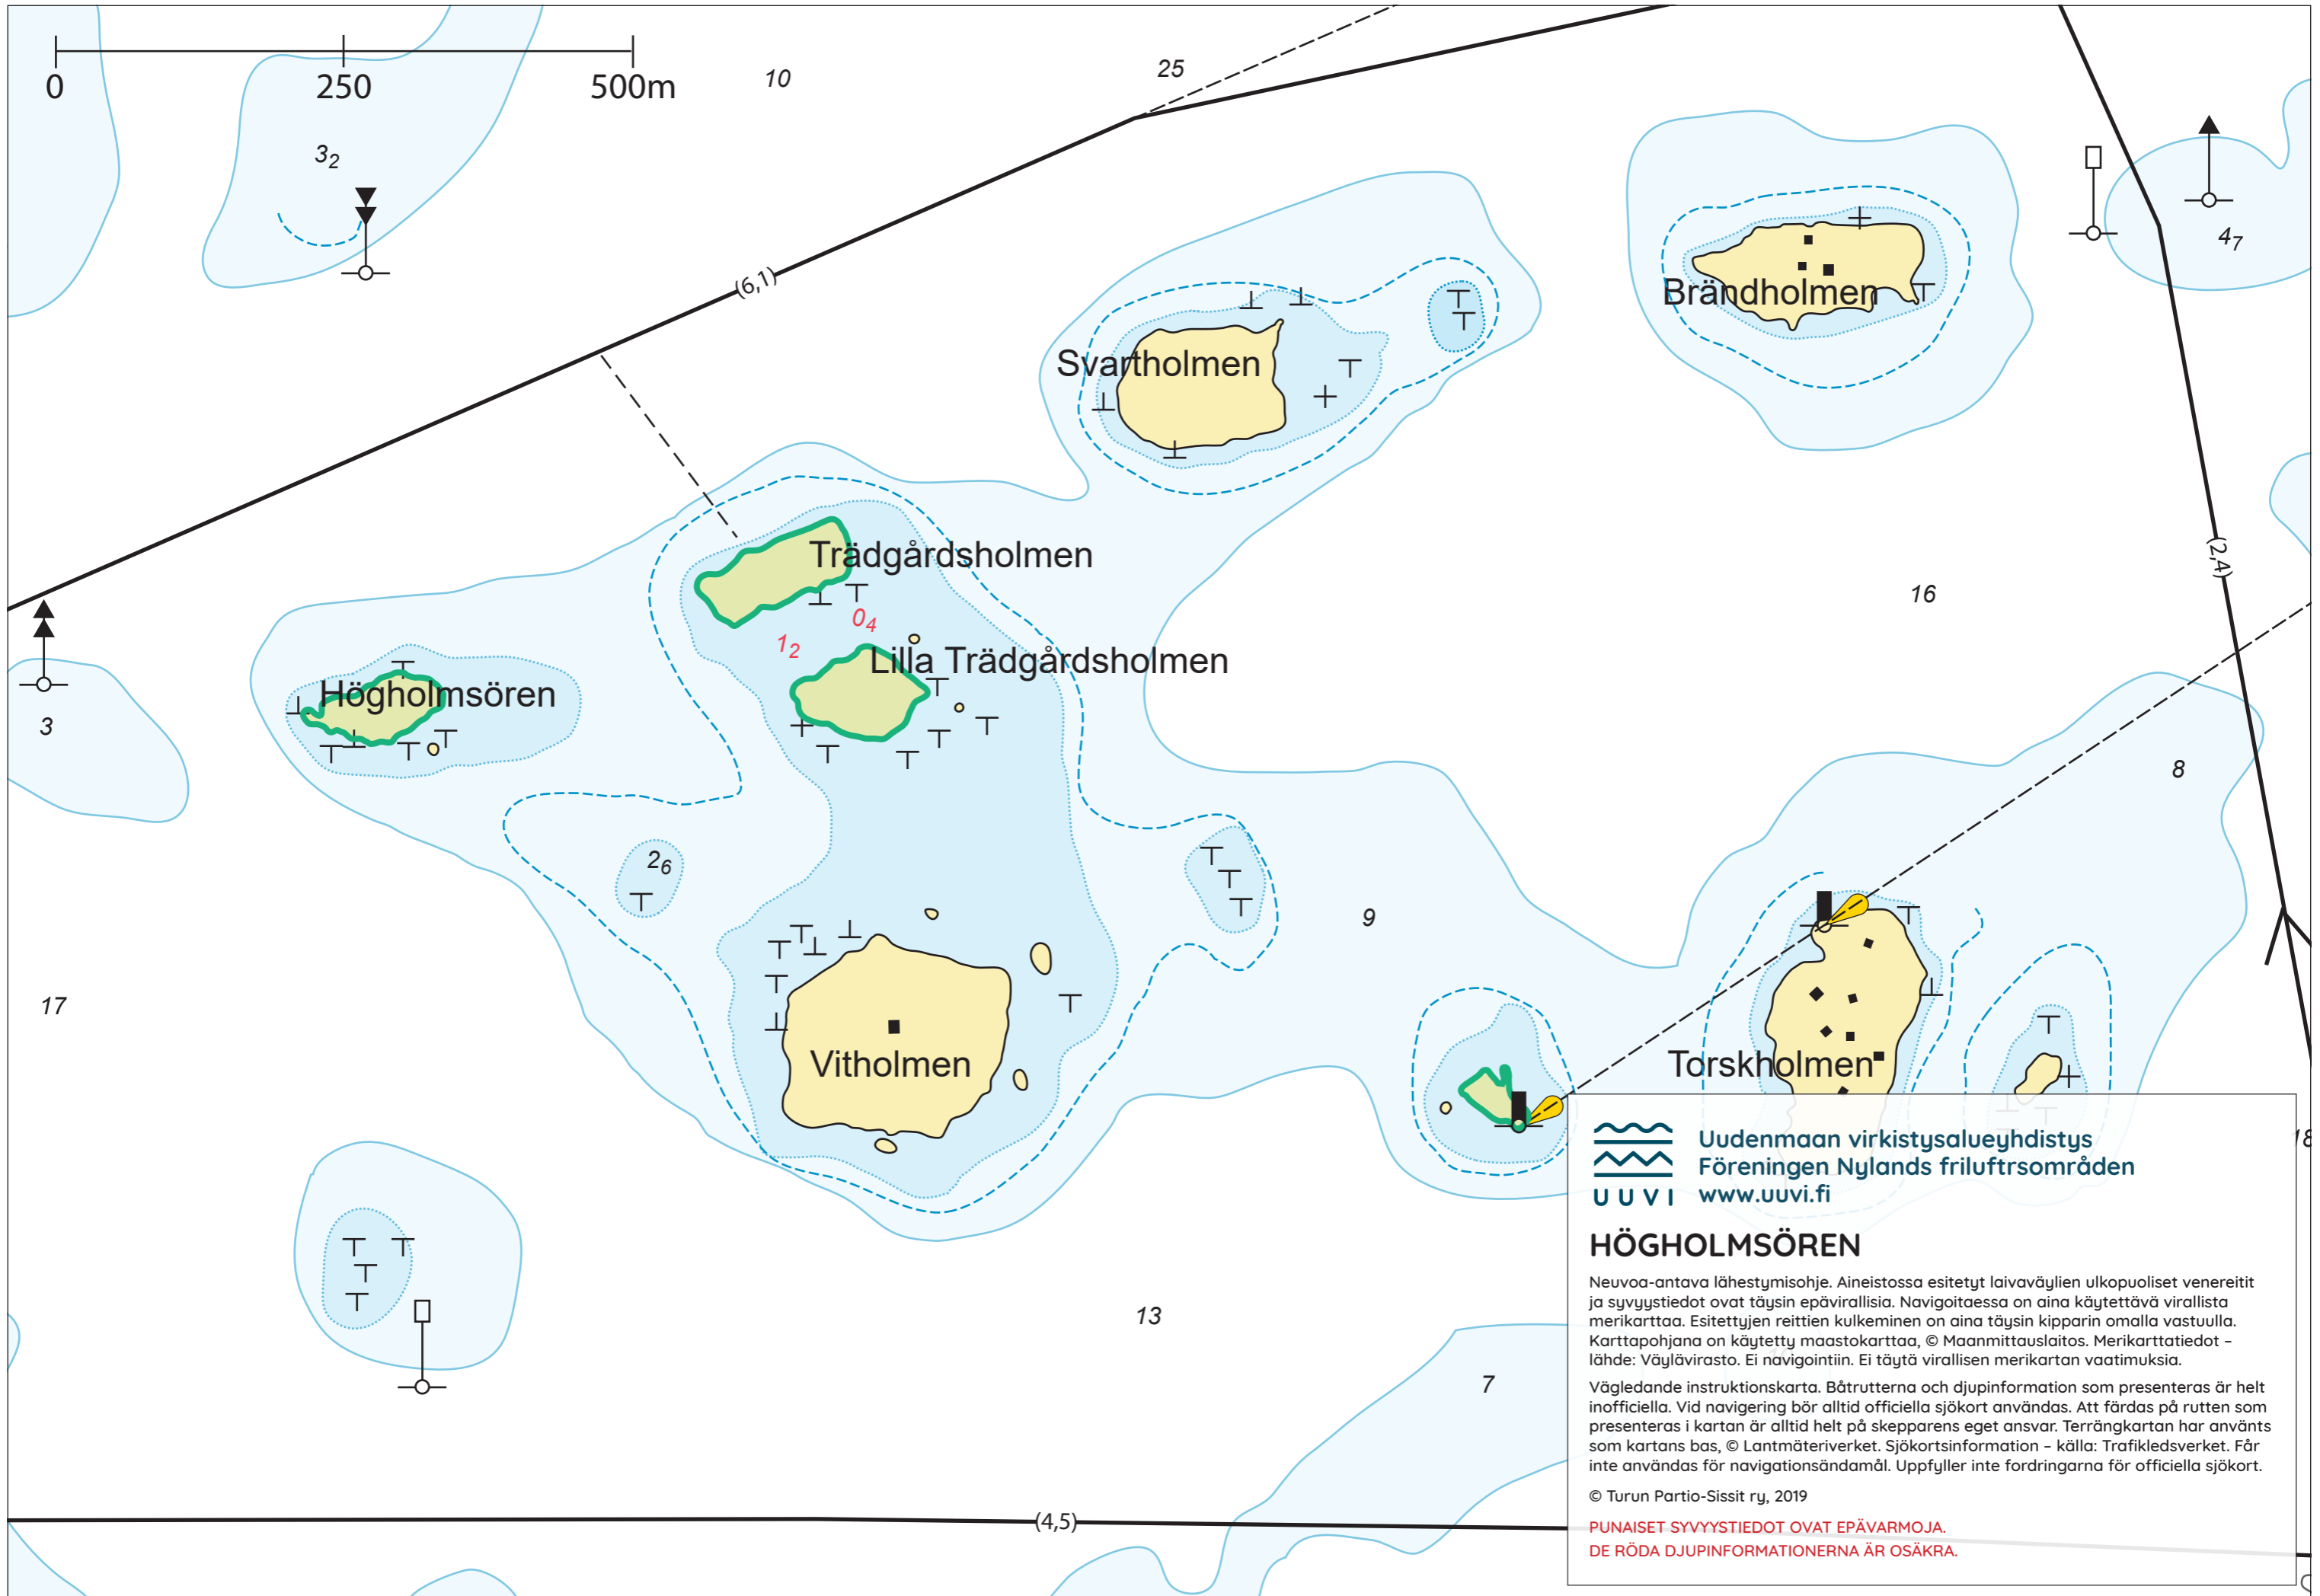 0 250 500m
10
25
3₂
4₇
(6,1)
Brändholmen
Svartholmen
(2,4)
Trädgårdsholmen
16
0₄
1₂
Lilla Trädgårdsholmen
Högholmsören
3
8
2₆
9
17
Vitholmen
Torskholmen
18
13
7
(4,5)
UUVI
Uudenmaan virkistysalueyhdistys
Föreningen Nylands friluftrsområden
www.uuvi.fi
HÖGHOLMSÖREN
Neuvoa-antava lähestymisohje. Aineistossa esitetyt laivaväylien ulkopuoliset venereitit
ja syvyystiedot ovat täysin epävirallisia. Navigoitaessa on aina käytettävä virallista
merikarttaa. Esitettyjen reittien kulkeminen on aina täysin kipparin omalla vastuulla.
Karttapohjana on käytetty maastokarttaa, © Maanmittauslaitos. Merikarttatiedot –
lähde: Väylävirasto. Ei navigointiin. Ei täytä virallisen merikartan vaatimuksia.
Vägledande instruktionskarta. Båtrutterna och djupinformation som presenteras är helt
inofficiella. Vid navigering bör alltid officiella sjökort användas. Att färdas på rutten som
presenteras i kartan är alltid helt på skepparens eget ansvar. Terrängkartan har använts
som kartans bas, © Lantmäteriverket. Sjökortsinformation – källa: Trafikledsverket. Får
inte användas för navigationsändamål. Uppfyller inte fordringarna för officiella sjökort.
© Turun Partio-Sissit ry, 2019
PUNAISET SYVYYSTIEDOT OVAT EPÄVARMOJA.
DE RÖDA DJUPINFORMATIONERNA ÄR OSÄKRA.